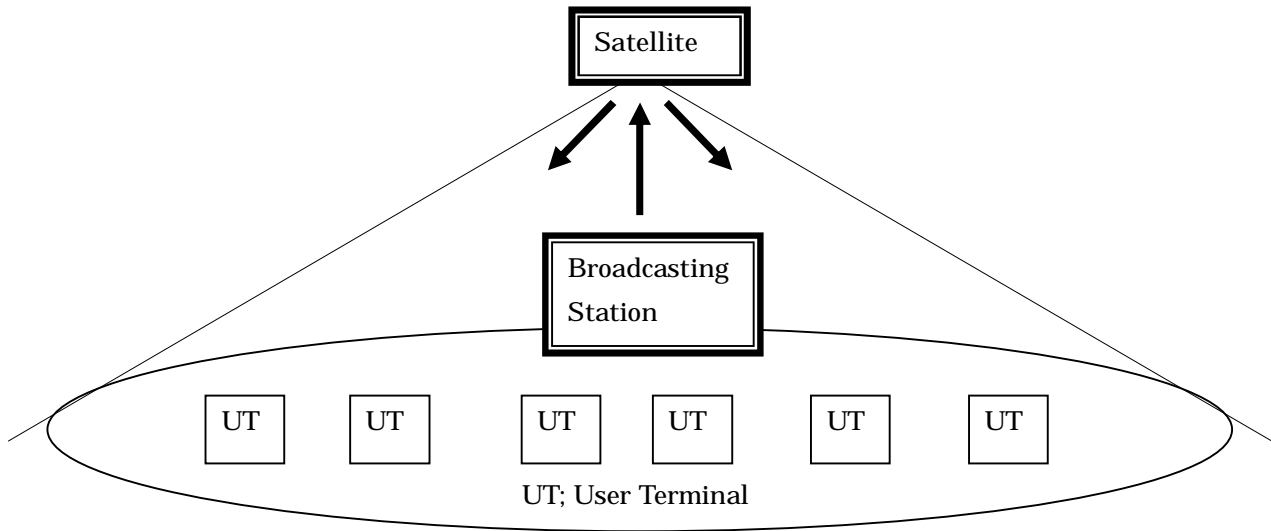 Satellite
Broadcasting
Station
UT UT UT UT UT UT
UT; User Terminal